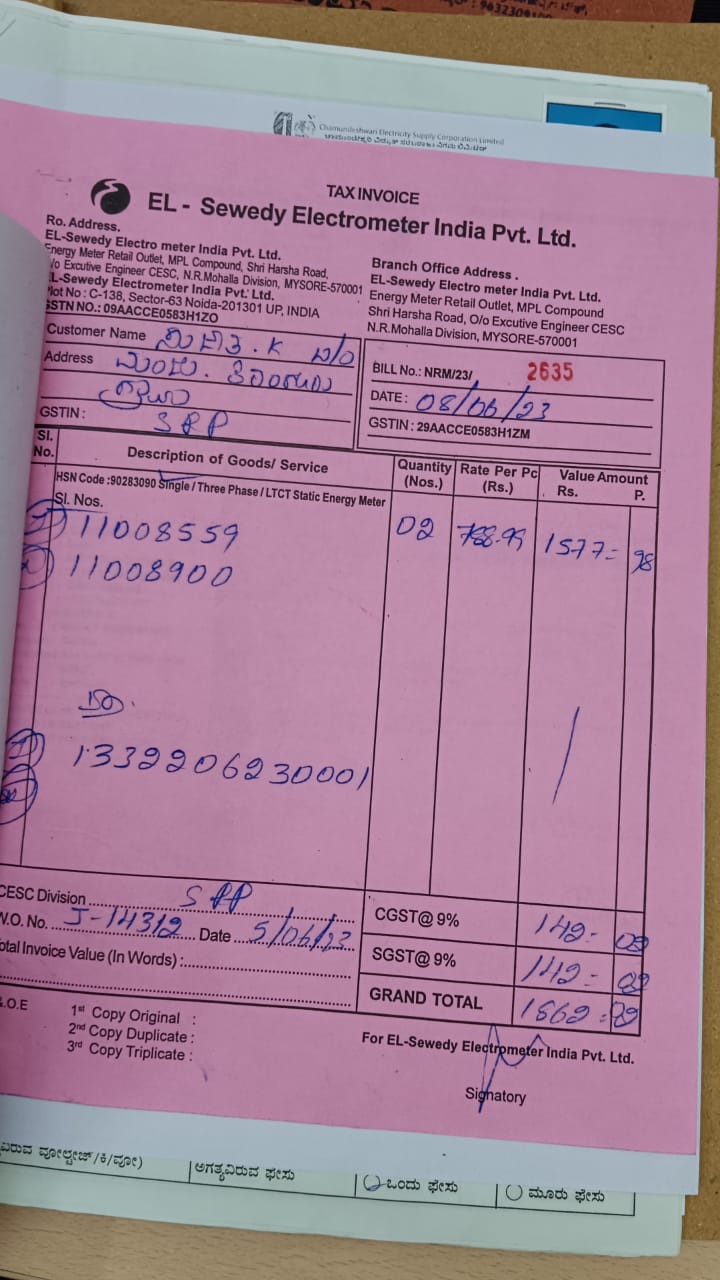 9632309
Chamundeshwari Electricity Supply Corporation Limited
TAX INVOICE
EL - Sewedy Electrometer India Pvt. Ltd.
Ro. Address.
EL-Sewedy Electro meter India Pvt. Ltd.
Energy Meter Retail Outlet, MPL Compound, Shri Harsha Road,
O/o Excutive Engineer CESC, N.R.Mohalla Division, MYSORE-570001
EL-Sewedy Electrometer India Pvt. Ltd.
Plot No : C-138, Sector-63 Noida-201301 UP, INDIA
GSTN NO.: 09AACCE0583H1ZO
Branch Office Address .
EL-Sewedy Electro meter India Pvt. Ltd.
Energy Meter Retail Outlet, MPL Compound
Shri Harsha Road, O/o Excutive Engineer CESC
N.R.Mohalla Division, MYSORE-570001
Customer Name
Address
GSTIN :
BILL No.: NRM/23/ 2635
DATE : 08/06/23
GSTIN : 29AACCE0583H1ZM
Sl. No. Description of Goods/ Service Quantity (Nos.) Rate Per Pc (Rs.) Value Amount Rs. P.
HSN Code :90283090 Single / Three Phase / LTCT Static Energy Meter
Sl. Nos.
11008559 02 788.99 1577= 98
11008900
1332206230001
CESC Division
W.O. No. J-14312 Date 5/06/23
Total Invoice Value (In Words) :
CGST@ 9% 142=02
SGST@ 9% 142=02
GRAND TOTAL
E.O.E
1st Copy Original :
2nd Copy Duplicate :
3rd Copy Triplicate :
For EL-Sewedy Electrometer India Pvt. Ltd.
Signatory
ಅಗತ್ಯವಿರುವ ಫೇಸು
ಒಂದು ಫೇಸು
ಮೂರು ಫೇಸು